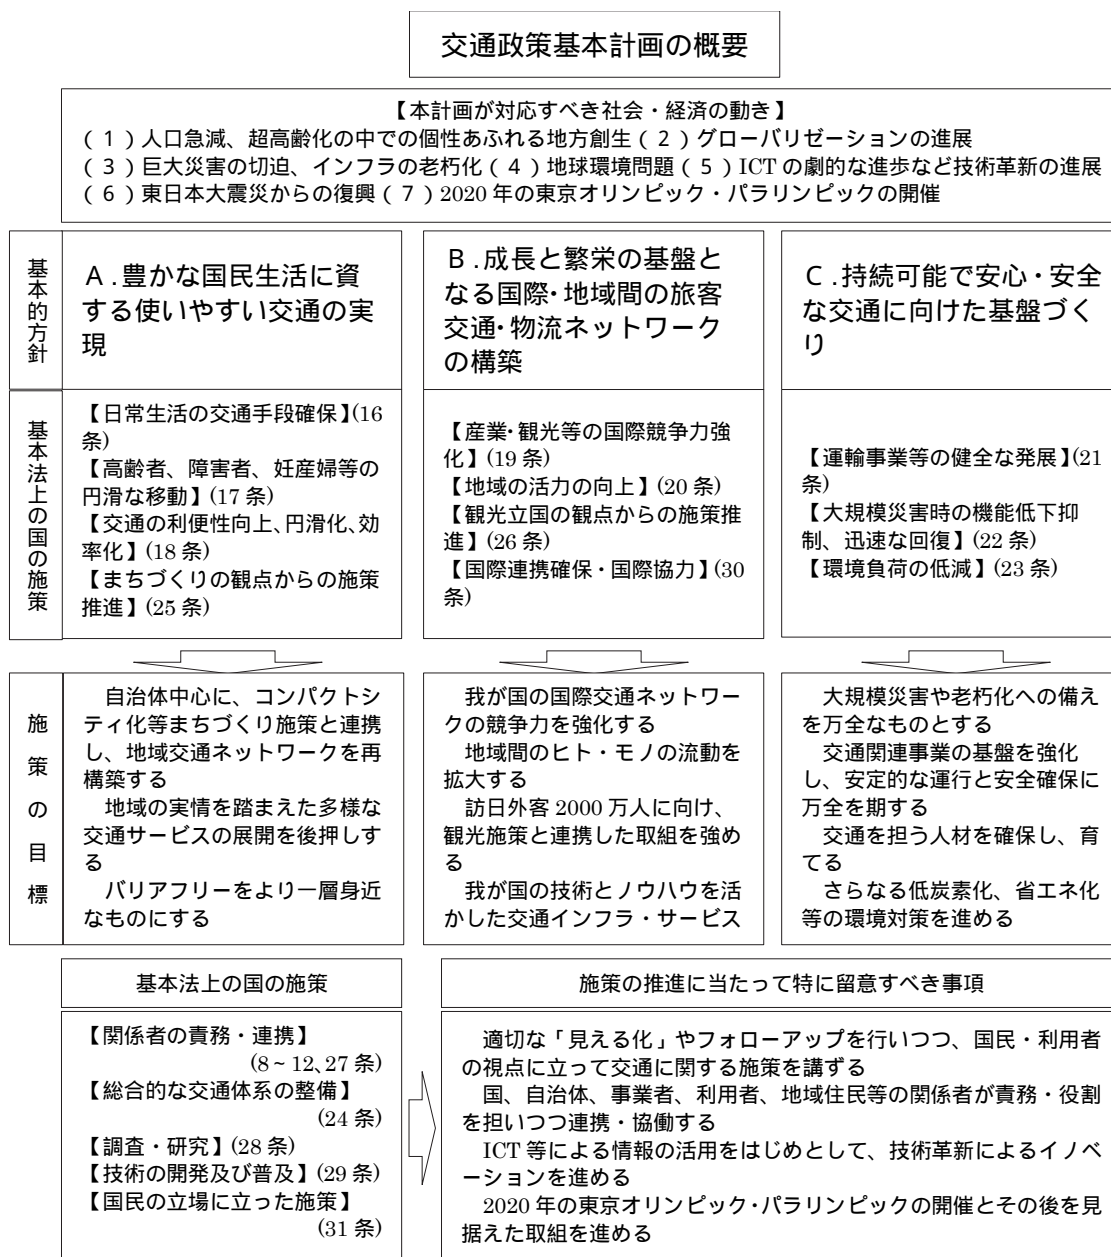 交通政策基本計画の概要
【本計画が対応すべき社会・経済の動き】
(1)人口急減、超高齢化の中での個性あふれる地方創生(2)グローバリゼーションの進展
(3)巨大災害の切迫、インフラの老朽化(4)地球環境問題(5)ICTの劇的な進歩など技術革新の進展
(6)東日本大震災からの復興(7)2020年の東京オリンピック・パラリンピックの開催
基本的方針
A.豊かな国民生活に資
する使いやすい交通の実
現
B.成長と繁栄の基盤と
なる国際・地域間の旅客
交通・物流ネットワーク
の構築
C.持続可能で安心・安全
な交通に向けた基盤づく
り
基本法上の国の施策
【日常生活の交通手段確保】(16
条)
【高齢者、障害者、妊産婦等の
円滑な移動】(17条)
【交通の利便性向上、円滑化、効
率化】(18条)
【まちづくりの観点からの施策
推進】(25条)
【産業・観光等の国際競争力強
化】(19条)
【地域の活力の向上】(20条)
【観光立国の観点からの施策推
進】(26条)
【国際連携確保・国際協力】(30
条)
【運輸事業等の健全な発展】(21
条)
【大規模災害時の機能低下抑
制、迅速な回復】(22条)
【環境負荷の低減】(23条)
施策の目標
自治体中心に、コンパクトシ
ティ化等まちづくり施策と連携
し、地域交通ネットワークを再
構築する
地域の実情を踏まえた多様な
交通サービスの展開を後押しす
る
バリアフリーをより一層身近
なものにする
我が国の国際交通ネットワー
クの競争力を強化する
地域間のヒト・モノの流動を
拡大する
訪日外客2000万人に向け、
観光施策と連携した取組を強め
る
我が国の技術とノウハウを活
かした交通インフラ・サービス
大規模災害や老朽化への備え
を万全なものとする
交通関連事業の基盤を強化
し、安定的な運行と安全確保に
万全を期する
交通を担う人材を確保し、育
てる
さらなる低炭素化、省エネ化
等の環境対策を進める
基本法上の国の施策
【関係者の責務・連携】
(8~12、27条)
【総合的な交通体系の整備】
(24条)
【調査・研究】(28条)
【技術の開発及び普及】(29条)
【国民の立場に立った施策】
(31条)
施策の推進に当たって特に留意すべき事項
適切な「見える化」やフォローアップを行いつつ、国民・利用者
の視点に立って交通に関する施策を講ずる
国、自治体、事業者、利用者、地域住民等の関係者が責務・役割
を担いつつ連携・協働する
ICT等による情報の活用をはじめとして、技術革新によるイノベ
ーションを進める
2020年の東京オリンピック・パラリンピックの開催とその後を見
据えた取組を進める